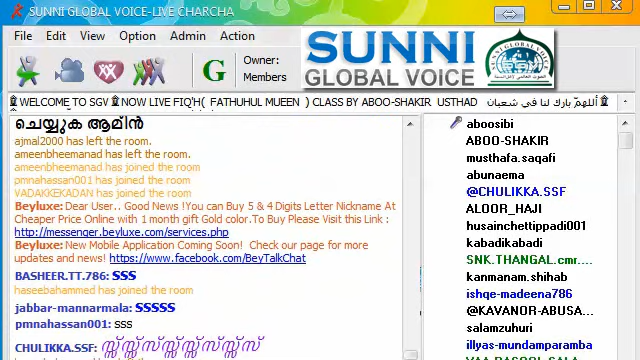 SUNNI GLOBAL VOICE-LIVE CHARCHA
File Edit View Option Admin Action
G
Owner:
Members
SUNNI
GLOBAL VOICE
WELCOME TO SGV NOW LIVE FIQ'H( FATHUHUL MUEEN ) CLASS BY ABOO-SHAKIR USTHAD أللهمّ بارك لنا في شعبان
ചെയ്യുക ആമീൻ
ajmal2000 has left the room.
ameenbheemanad has left the room.
ameenbheemanad has joined the room
pmnahassan001 has joined the room
VADAKKEKADAN has joined the room
Beyluxe: Dear User.. Good News !You can Buy 5 & 4 Digits Letter Nickname At
Cheaper Price Online with 1 month gift Gold color.To Buy Please Visit this Link :
http://messenger.beyluxe.com/services.php
Beyluxe: New Mobile Application Coming Soon! Check our page for more
updates and news! https://www.facebook.com/BeyTalkChat
BASHEER.TT.786: sss
haseebahammed has joined the room
jabbar-mannarmala: sssss
pmnahassan001: sss
CHULIKKA.SSF:
aboosibi
ABOO-SHAKIR
musthafa.saqafi
abunaema
@CHULIKKA.SSF
ALOOR_HAJI
husainchettippadi001
kabadikabadi
SNK.THANGAL.cmr....
kanmanam.shihab
ishqe-madeena786
@KAVANOR-ABUSA...
salamzuhuri
illyas-mundamparamba